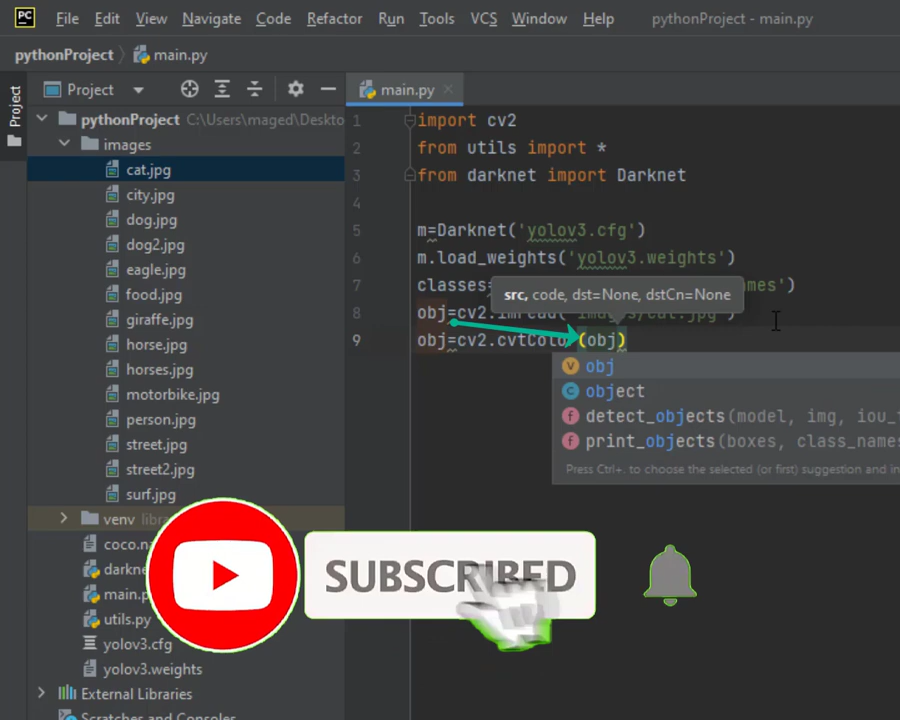 PC File Edit View Navigate Code Refactor Run Tools VCS Window Help pythonProject - main.py
pythonProject main.py
Project
Project
main.py
pythonProject C:\Users\maged\Deskto
images
cat.jpg
city.jpg
dog.jpg
dog2.jpg
eagle.jpg
food.jpg
giraffe.jpg
horse.jpg
horses.jpg
motorbike.jpg
person.jpg
street.jpg
street2.jpg
surf.jpg
venv
coco.na
darkne
main.p
utils.py
yolov3.cfg
yolov3.weights
External Libraries
Scratches and Consoles
1 import cv2
2 from utils import *
3 from darknet import Darknet
4
5 m=Darknet('yolov3.cfg')
6 m.load_weights('yolov3.weights')
7 classes= mes')
src, code, dst=None, dstCn=None
8 obj=cv2.imread('images/cat.jpg')
9 obj=cv2.cvtColo (obj)
V obj
C object
f detect_objects(model, img, iou_
f print_objects(boxes, class_names
Press Ctrl+. to choose the selected (or first) suggestion and in
SUBSCRIBED